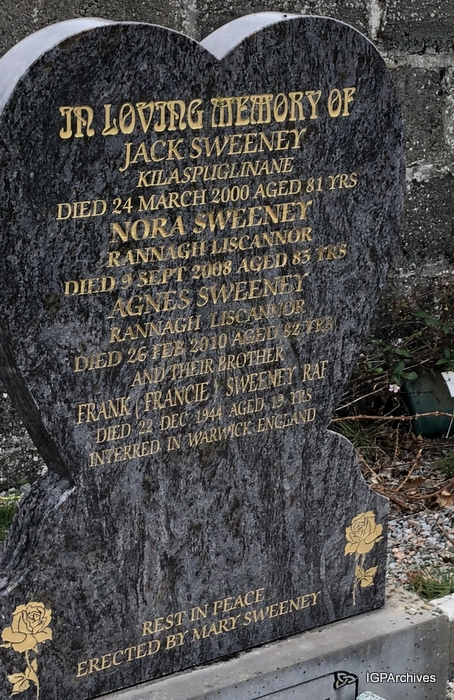 IN LOVING MEMORY OF
JACK SWEENEY
KILASPUGLINANE
DIED 24 MARCH 2000 AGED 81 YRS
NORA SWEENEY
RANNAGH LISCANNOR
DIED 9 SEPT 2008 AGED 83 YRS
AGNES SWEENEY
RANNAGH LISCANNOR
DIED 26 FEB 2010 AGED 82 YRS
AND THEIR BROTHER
FRANK (FRANCIE) SWEENEY RAF
DIED 22 DEC 1944 AGED 19 YRS
INTERRED IN WARWICK ENGLAND
REST IN PEACE
ERECTED BY MARY SWEENEY
IGPArchives